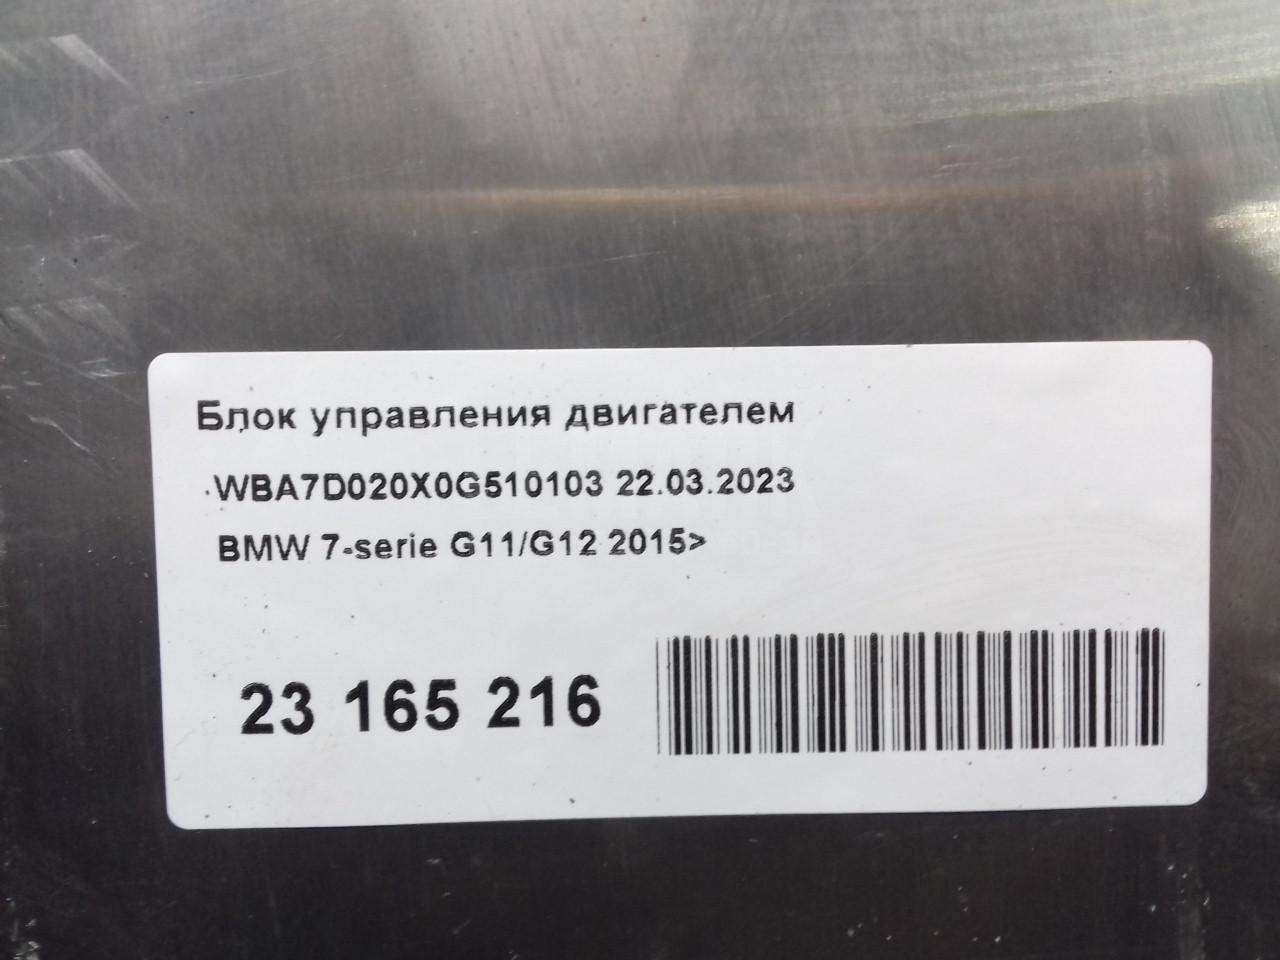 Блок управления двигателем
WBA7D020X0G510103 22.03.2023
BMW 7-serie G11/G12 2015>
23 165 216